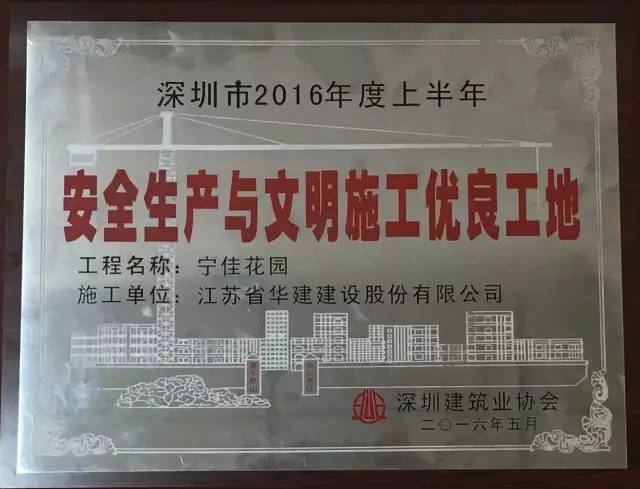 深圳市2016年度上半年
安全生产与文明施工优良工地
工程名称：宁佳花园
施工单位：江苏省华建建设股份有限公司
深圳建筑业协会
二〇一六年五月